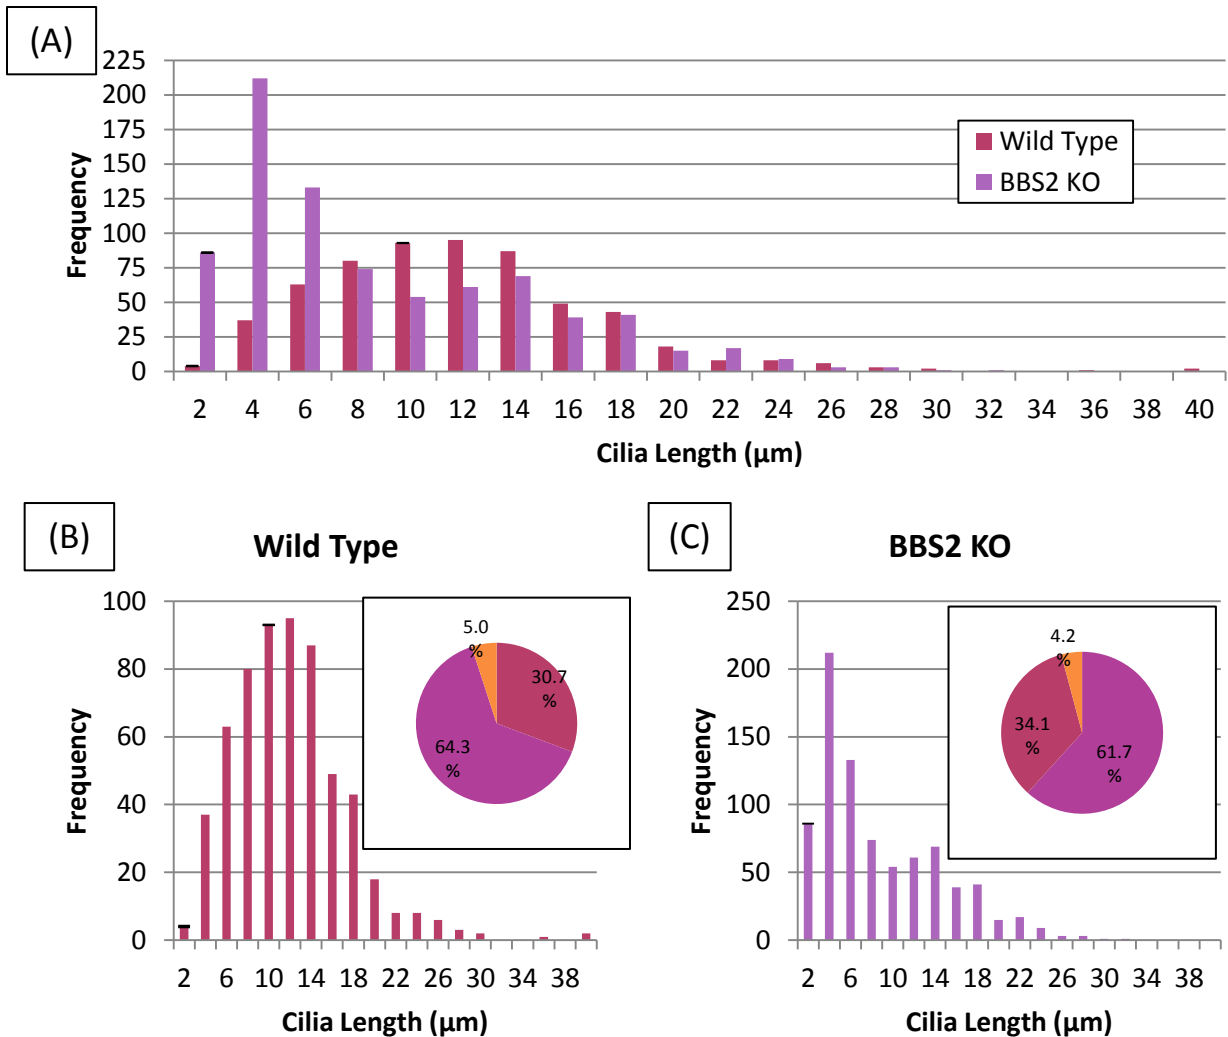 (A)
225
200
175
150
125
100
75
50
25
0
Frequency
Wild Type
BBS2 KO
2 4 6 8 10 12 14 16 18 20 22 24 26 28 30 32 34 36 38 40
Cilia Length (µm)
(B)
Wild Type
100
80
60
40
20
0
Frequency
5.0
%
30.7
%
64.3
%
2 6 10 14 18 22 26 30 34 38
Cilia Length (µm)
(C)
BBS2 KO
250
200
150
100
50
0
Frequency
4.2
%
34.1
%
61.7
%
2 6 10 14 18 22 26 30 34 38
Cilia Length (µm)